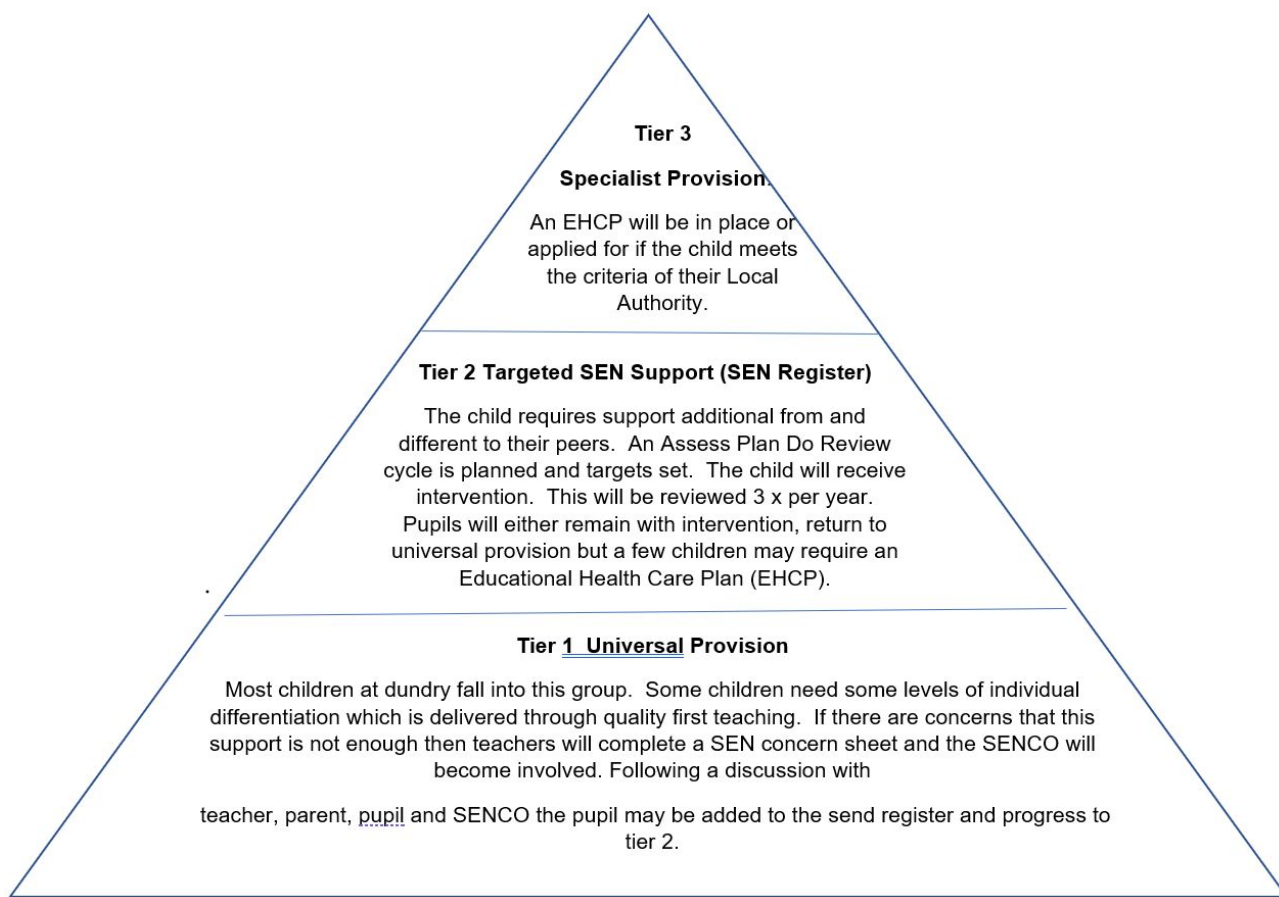 Tier 3
Specialist Provision.
An EHCP will be in place or
applied for if the child meets
the criteria of their Local
Authority.
Tier 2 Targeted SEN Support (SEN Register)
The child requires support additional from and
different to their peers.  An Assess Plan Do Review
cycle is planned and targets set.  The child will receive
intervention.  This will be reviewed 3 x per year.
Pupils will either remain with intervention, return to
universal provision but a few children may require an
Educational Health Care Plan (EHCP).
.
Tier 1  Universal Provision
Most children at dundry fall into this group.  Some children need some levels of individual
differentiation which is delivered through quality first teaching.  If there are concerns that this
support is not enough then teachers will complete a SEN concern sheet and the SENCO will
become involved. Following a discussion with
teacher, parent, pupil and SENCO the pupil may be added to the send register and progress to
tier 2.